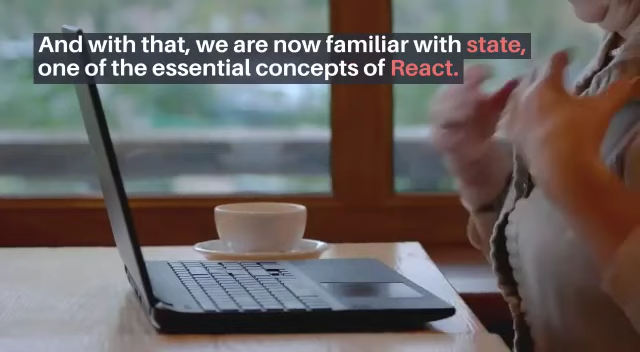 And with that, we are now familiar with state,
one of the essential concepts of React.